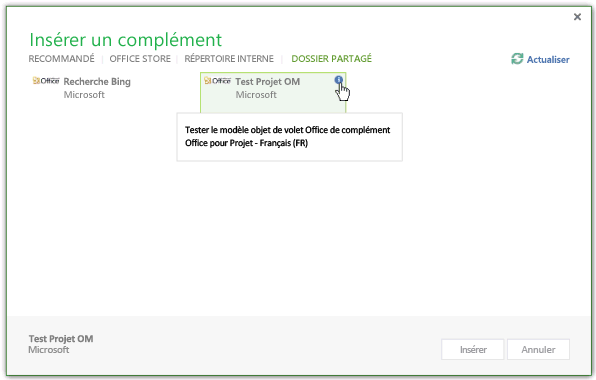 Insérer un complément
RECOMMANDÉ | OFFICE STORE | RÉPERTOIRE INTERNE | DOSSIER PARTAGÉ
Actualiser
Office Recherche Bing
Microsoft
Office Test Projet OM
Microsoft
Tester le modèle objet de volet Office de complément
Office pour Projet - Français (FR)
Test Projet OM
Microsoft
Insérer
Annuler